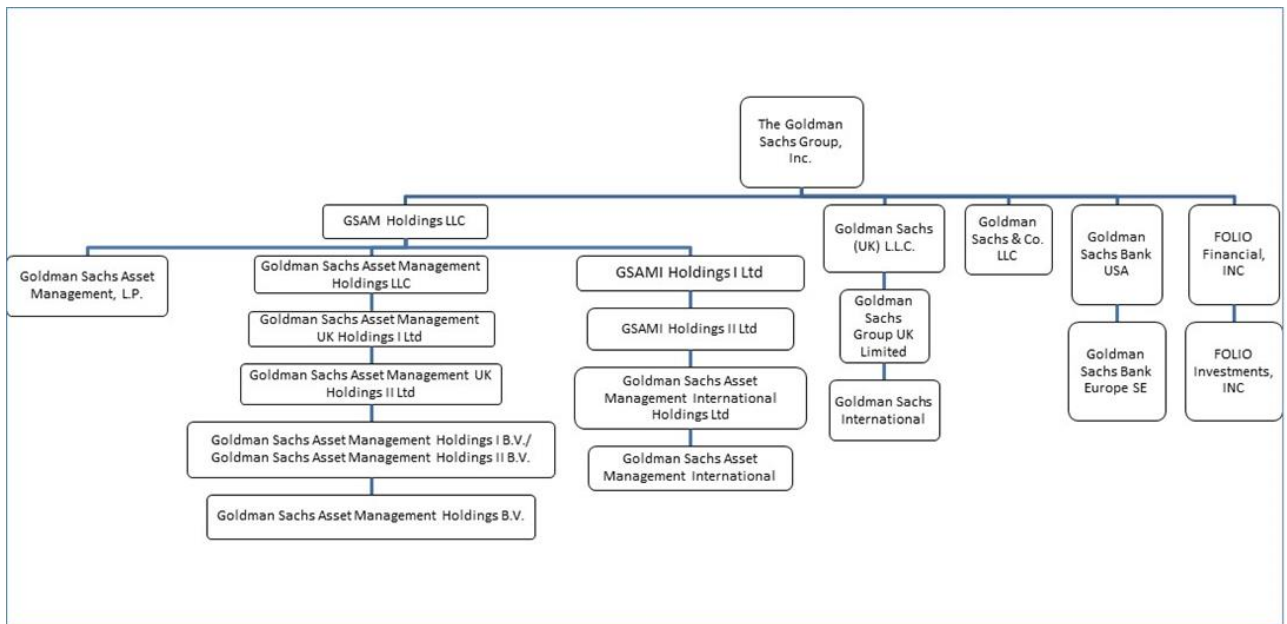 The Goldman
Sachs Group,
Inc.
GSAM Holdings LLC
Goldman Sachs
(UK) L.L.C.
Goldman
Sachs & Co.
LLC
Goldman
Sachs Bank
USA
FOLIO
Financial,
INC
Goldman Sachs Asset
Management, L.P.
Goldman Sachs Asset Management
Holdings LLC
GSAMI Holdings I Ltd
Goldman Sachs Asset Management
UK Holdings I Ltd
GSAMI Holdings II Ltd
Goldman
Sachs
Group UK
Limited
Goldman
Sachs Bank
Europe SE
FOLIO
Investments,
INC
Goldman Sachs Asset Management UK
Holdings II Ltd
Goldman Sachs Asset
Management International
Holdings Ltd
Goldman Sachs
International
Goldman Sachs Asset Management Holdings I B.V./
Goldman Sachs Asset Management Holdings II B.V.
Goldman Sachs Asset
Management International
Goldman Sachs Asset Management Holdings B.V.